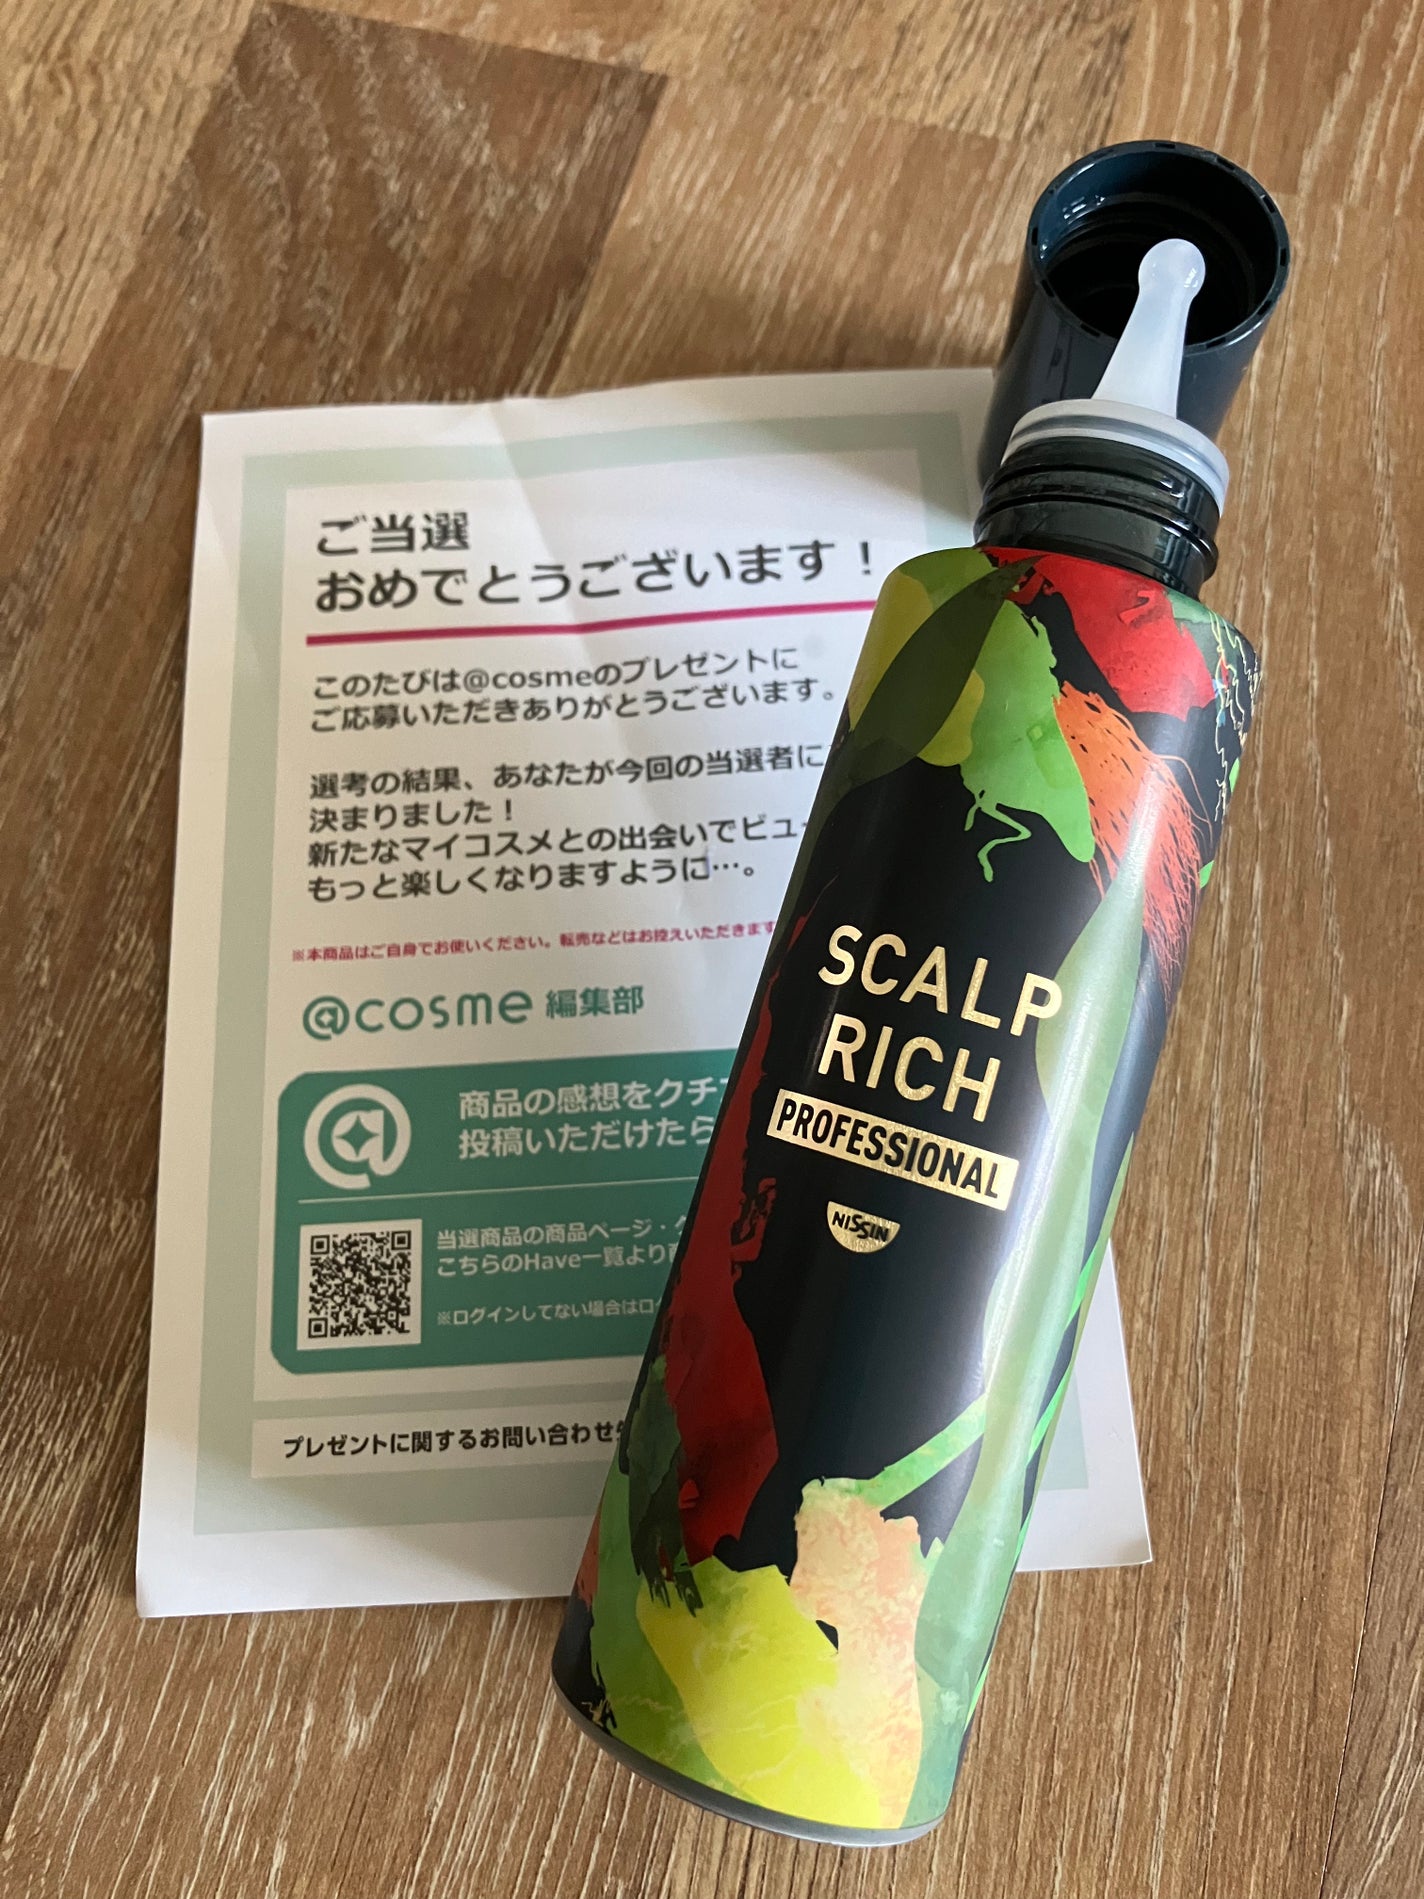 ご当選
おめでとうございます！
このたびは@cosmeのプレゼントに
ご応募いただきありがとうございます。
選考の結果、あなたが今回の当選者に
決まりました！
新たなマイコスメとの出会いでビュー
もっと楽しくなりますように…。
※本商品はご自身でお使いください。転売などはお控えいただきます
@cosme 編集部
商品の感想をクチ
投稿いただけたら
当選商品の商品ページ・
こちらのHave一覧より
※ログインしてない場合はロ
プレゼントに関するお問い合わせ
SCALP
RICH
PROFESSIONAL
NISSIN